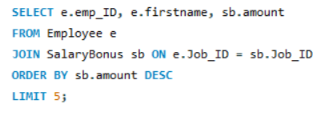 SELECT e.emp_ID, e.firstname, sb.amount
FROM Employee e
JOIN SalaryBonus sb ON e.Job_ID = sb.Job_ID
ORDER BY sb.amount DESC
LIMIT 5;